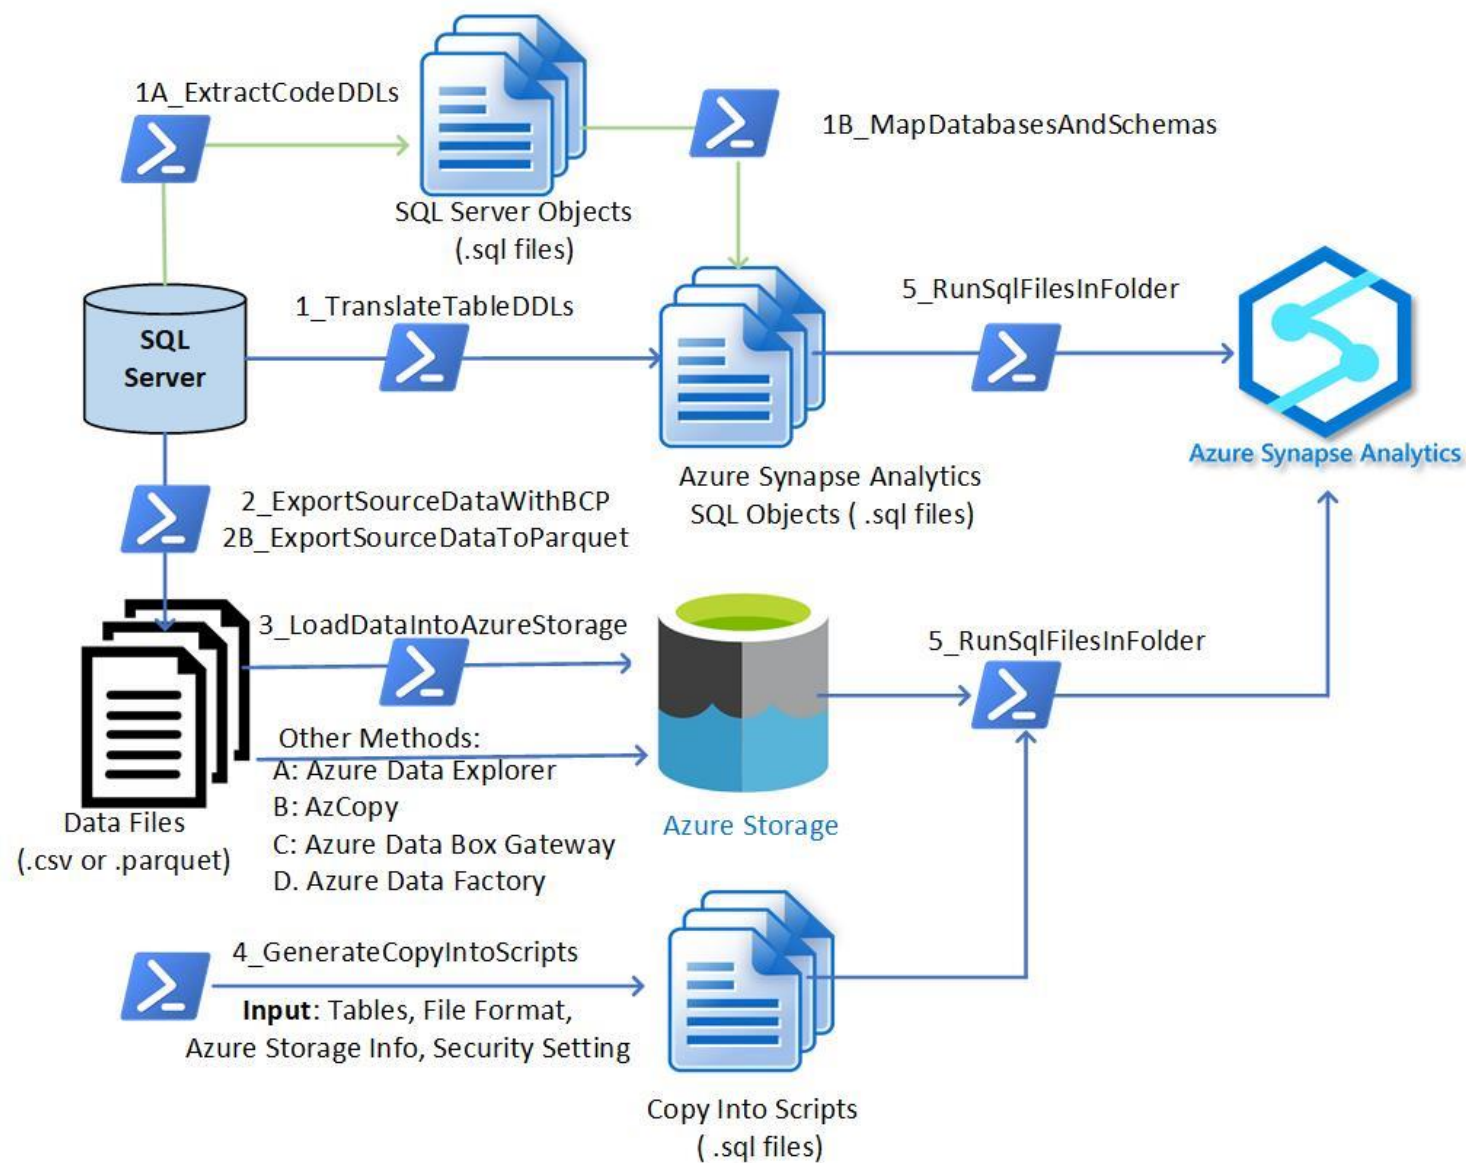 1A_ExtractCodeDDLs
1B_MapDatabasesAndSchemas
SQL Server Objects
(.sql files)
SQL
Server
1_TranslateTableDDLs
5_RunSqlFilesInFolder
Azure Synapse Analytics
Azure Synapse Analytics
SQL Objects ( .sql files)
2_ExportSourceDataWithBCP
2B_ExportSourceDataToParquet
3_LoadDataIntoAzureStorage
5_RunSqlFilesInFolder
Other Methods:
A: Azure Data Explorer
B: AzCopy
C: Azure Data Box Gateway
D. Azure Data Factory
Data Files
(.csv or .parquet)
Azure Storage
4_GenerateCopyIntoScripts
Input: Tables, File Format,
Azure Storage Info, Security Setting
Copy Into Scripts
( .sql files)